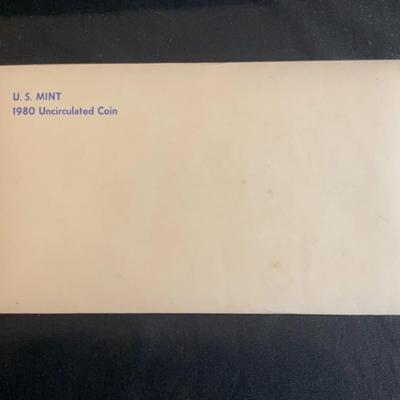 U. S. MINT
1980 Uncirculated Coin